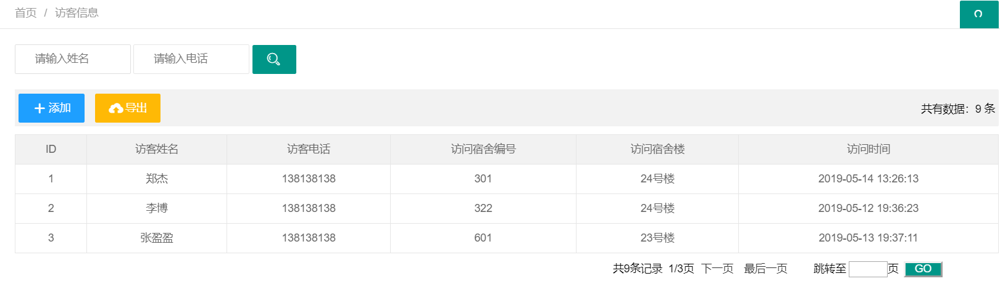 首页 / 访客信息
请输入姓名 请输入电话
添加 导出 共有数据：9 条
ID 访客姓名 访客电话 访问宿舍编号 访问宿舍楼 访问时间
1 郑杰 138138138 301 24号楼 2019-05-14 13:26:13
2 李博 138138138 322 24号楼 2019-05-12 19:36:23
3 张盈盈 138138138 601 23号楼 2019-05-13 19:37:11
共9条记录 1/3页 下一页 最后一页 跳转至 页 GO